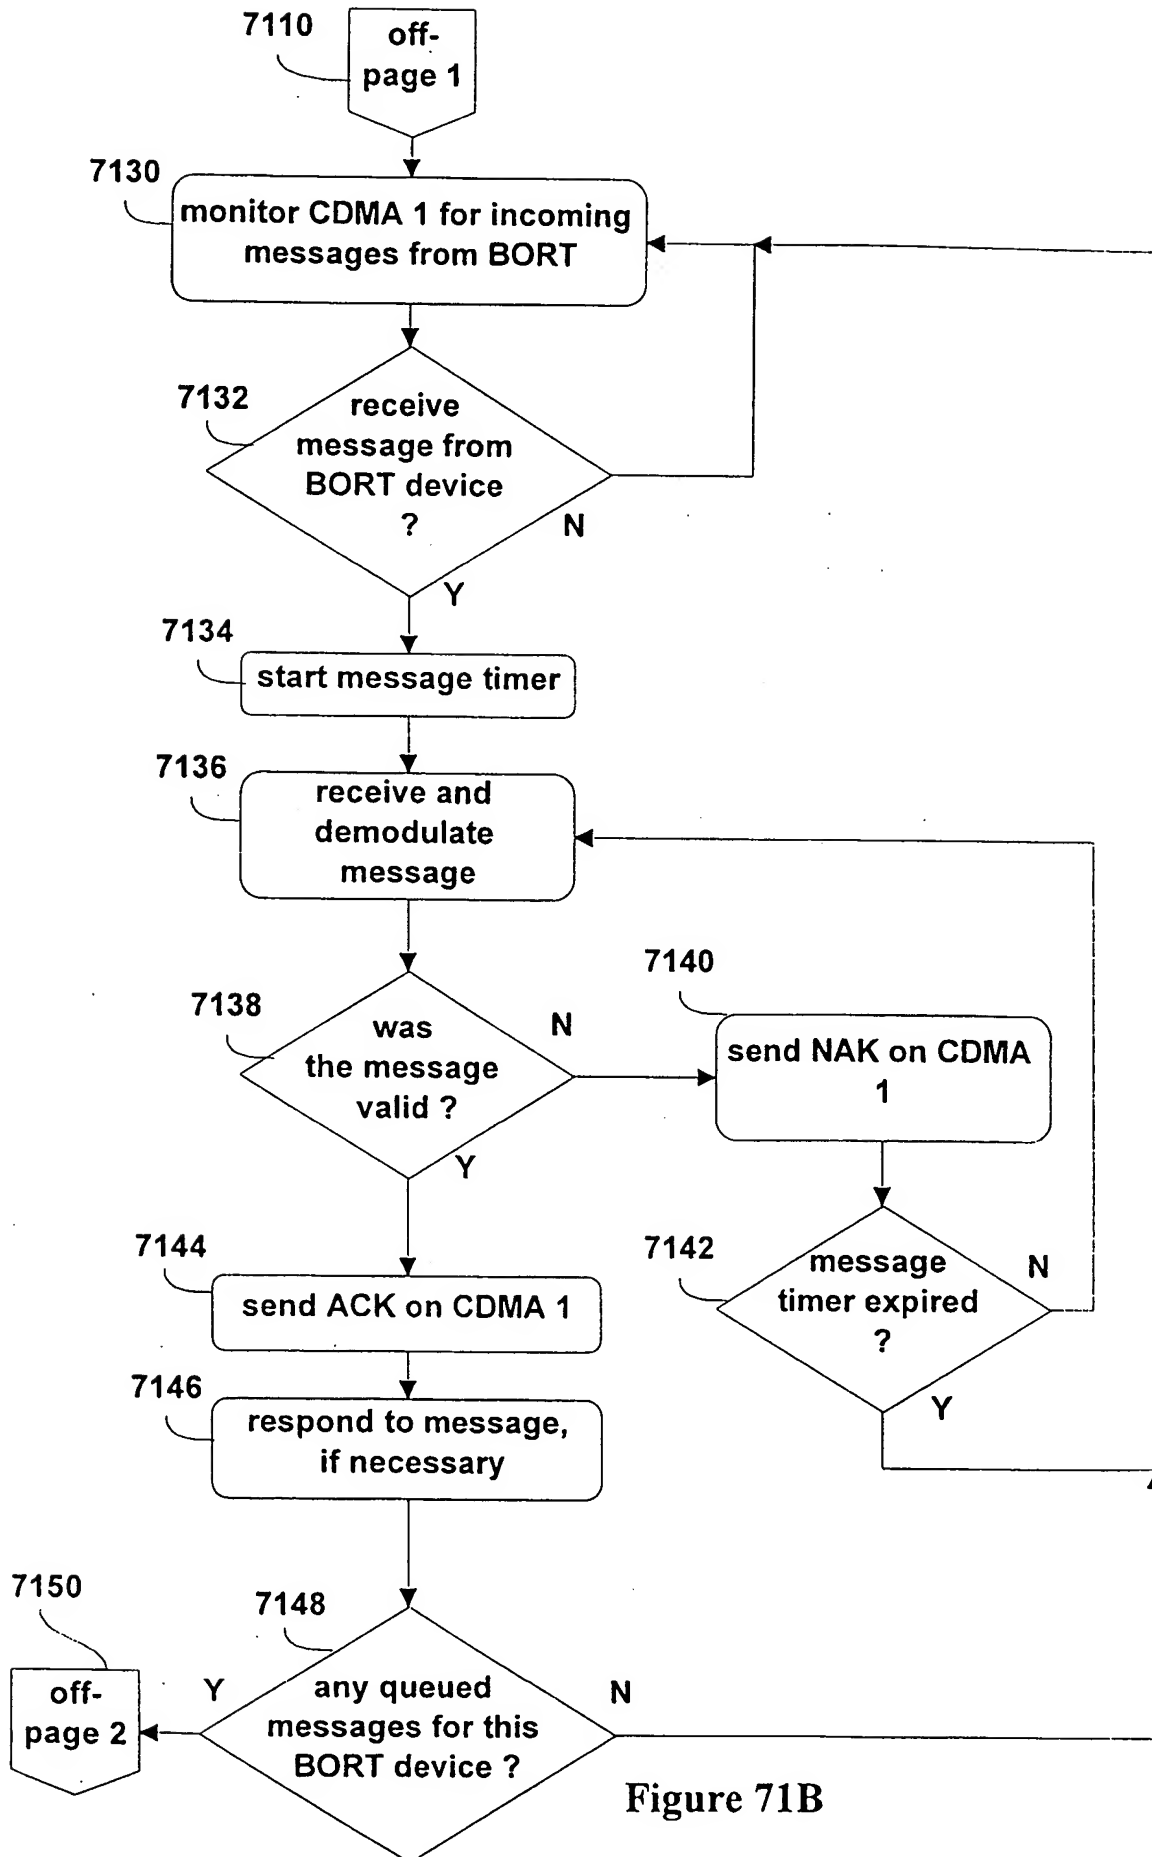 7110
off-
page 1
7130
monitor CDMA 1 for incoming
messages from BORT
7132
receive
message from
BORT device
?
N
Y
7134
start message timer
7136
receive and
demodulate
message
7138
was
the message
valid ?
N
Y
7140
send NAK on CDMA
1
7142
message
timer expired
?
N
Y
7144
send ACK on CDMA 1
7146
respond to message,
if necessary
7150
off-
page 2
7148
Y
any queued
messages for this
BORT device ?
N
Figure 71B